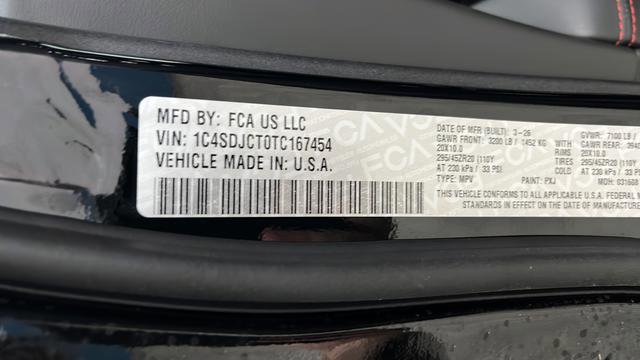 MFD BY: FCA US LLC
VIN: 1C4SDJCT0TC167454
VEHICLE MADE IN: U.S.A.
DATE OF MFR (BUILT): 3-26
GAWR FRONT: 3200 LB / 1452 KG
20X10.0
295/45ZR20 (110Y
AT 230 kPa / 33 PSI
TYPE: MPV PAINT: PXJ
THIS VEHICLE CONFORMS TO ALL APPLICABLE U.S.A. FEDERAL M
STANDARDS IN EFFECT ON THE DATE OF MANUFACTURE
WITH
RIMS
TIRES
COLD
GVWR: 7100 LB
GAWR REAR:
20X10.0
295/45ZR20 (110Y
AT 230 kPa / 33 PSI
MDH: